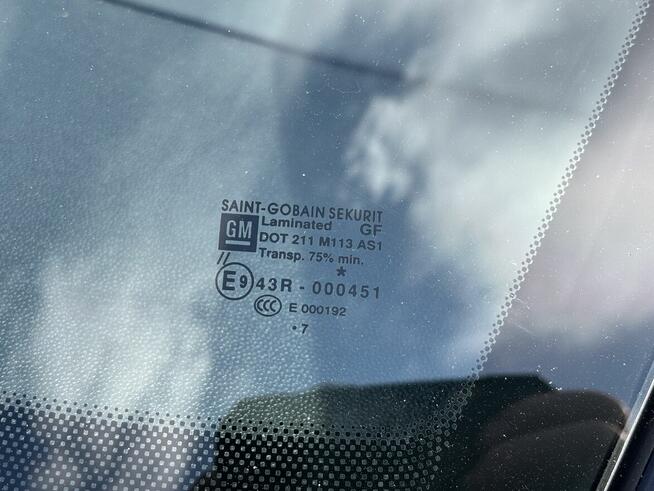 SAINT-GOBAIN SEKURIT
GM Laminated GF
DOT 211 M113 AS1
Transp. 75% min.
// *
E9 43R - 000451
CCC E 000192
• 7